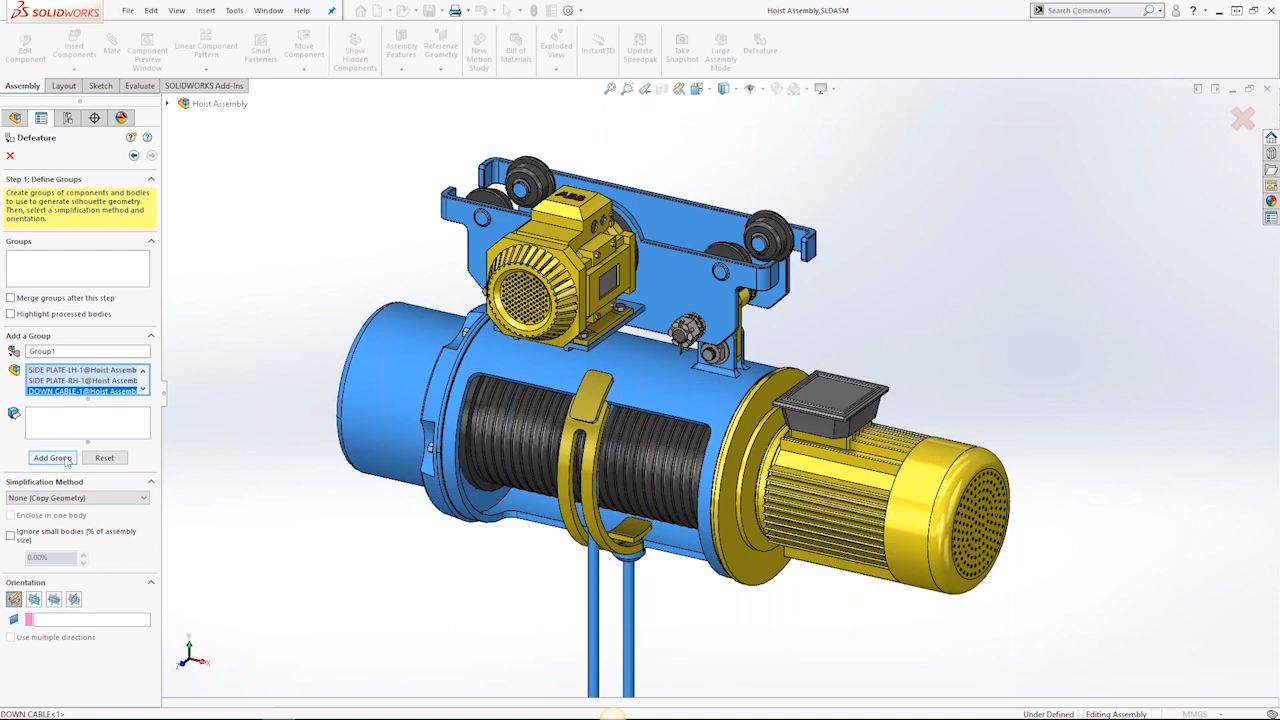 SOLIDWORKS File Edit View Insert Tools Window Help Hoist Assembly.SLDASM Search Commands
Edit Component
Insert Components
Mate
Component Preview Window
Linear Component Pattern
Smart Fasteners
Move Component
Show Hidden Components
Assembly Features
Reference Geometry
New Motion Study
Bill of Materials
Exploded View
Instant3D
Update Speedpak
Take Snapshot
Large Assembly Mode
Defeature
Assembly Layout Sketch Evaluate SOLIDWORKS Add-Ins
Hoist Assembly
Defeature
Step 1: Define Groups
Create groups of components and bodies
to use to generate silhouette geometry.
Then, select a simplification method and
orientation.
Groups
Merge groups after this step
Highlight processed bodies
Add a Group
Group1
SIDE PLATE-LH-1@Hoist Assemb
SIDE PLATE-RH-1@Hoist Assemb
DOWN CABLE-1@Hoist Assemb
Add Group Reset
Simplification Method
None (Copy Geometry)
Enclose in one body
Ignore small bodies (% of assembly
size)
0.00%
Orientation
Use multiple directions
ABB
Y
X
Z
DOWN CABLE<1> Under Defined Editing Assembly MMGS